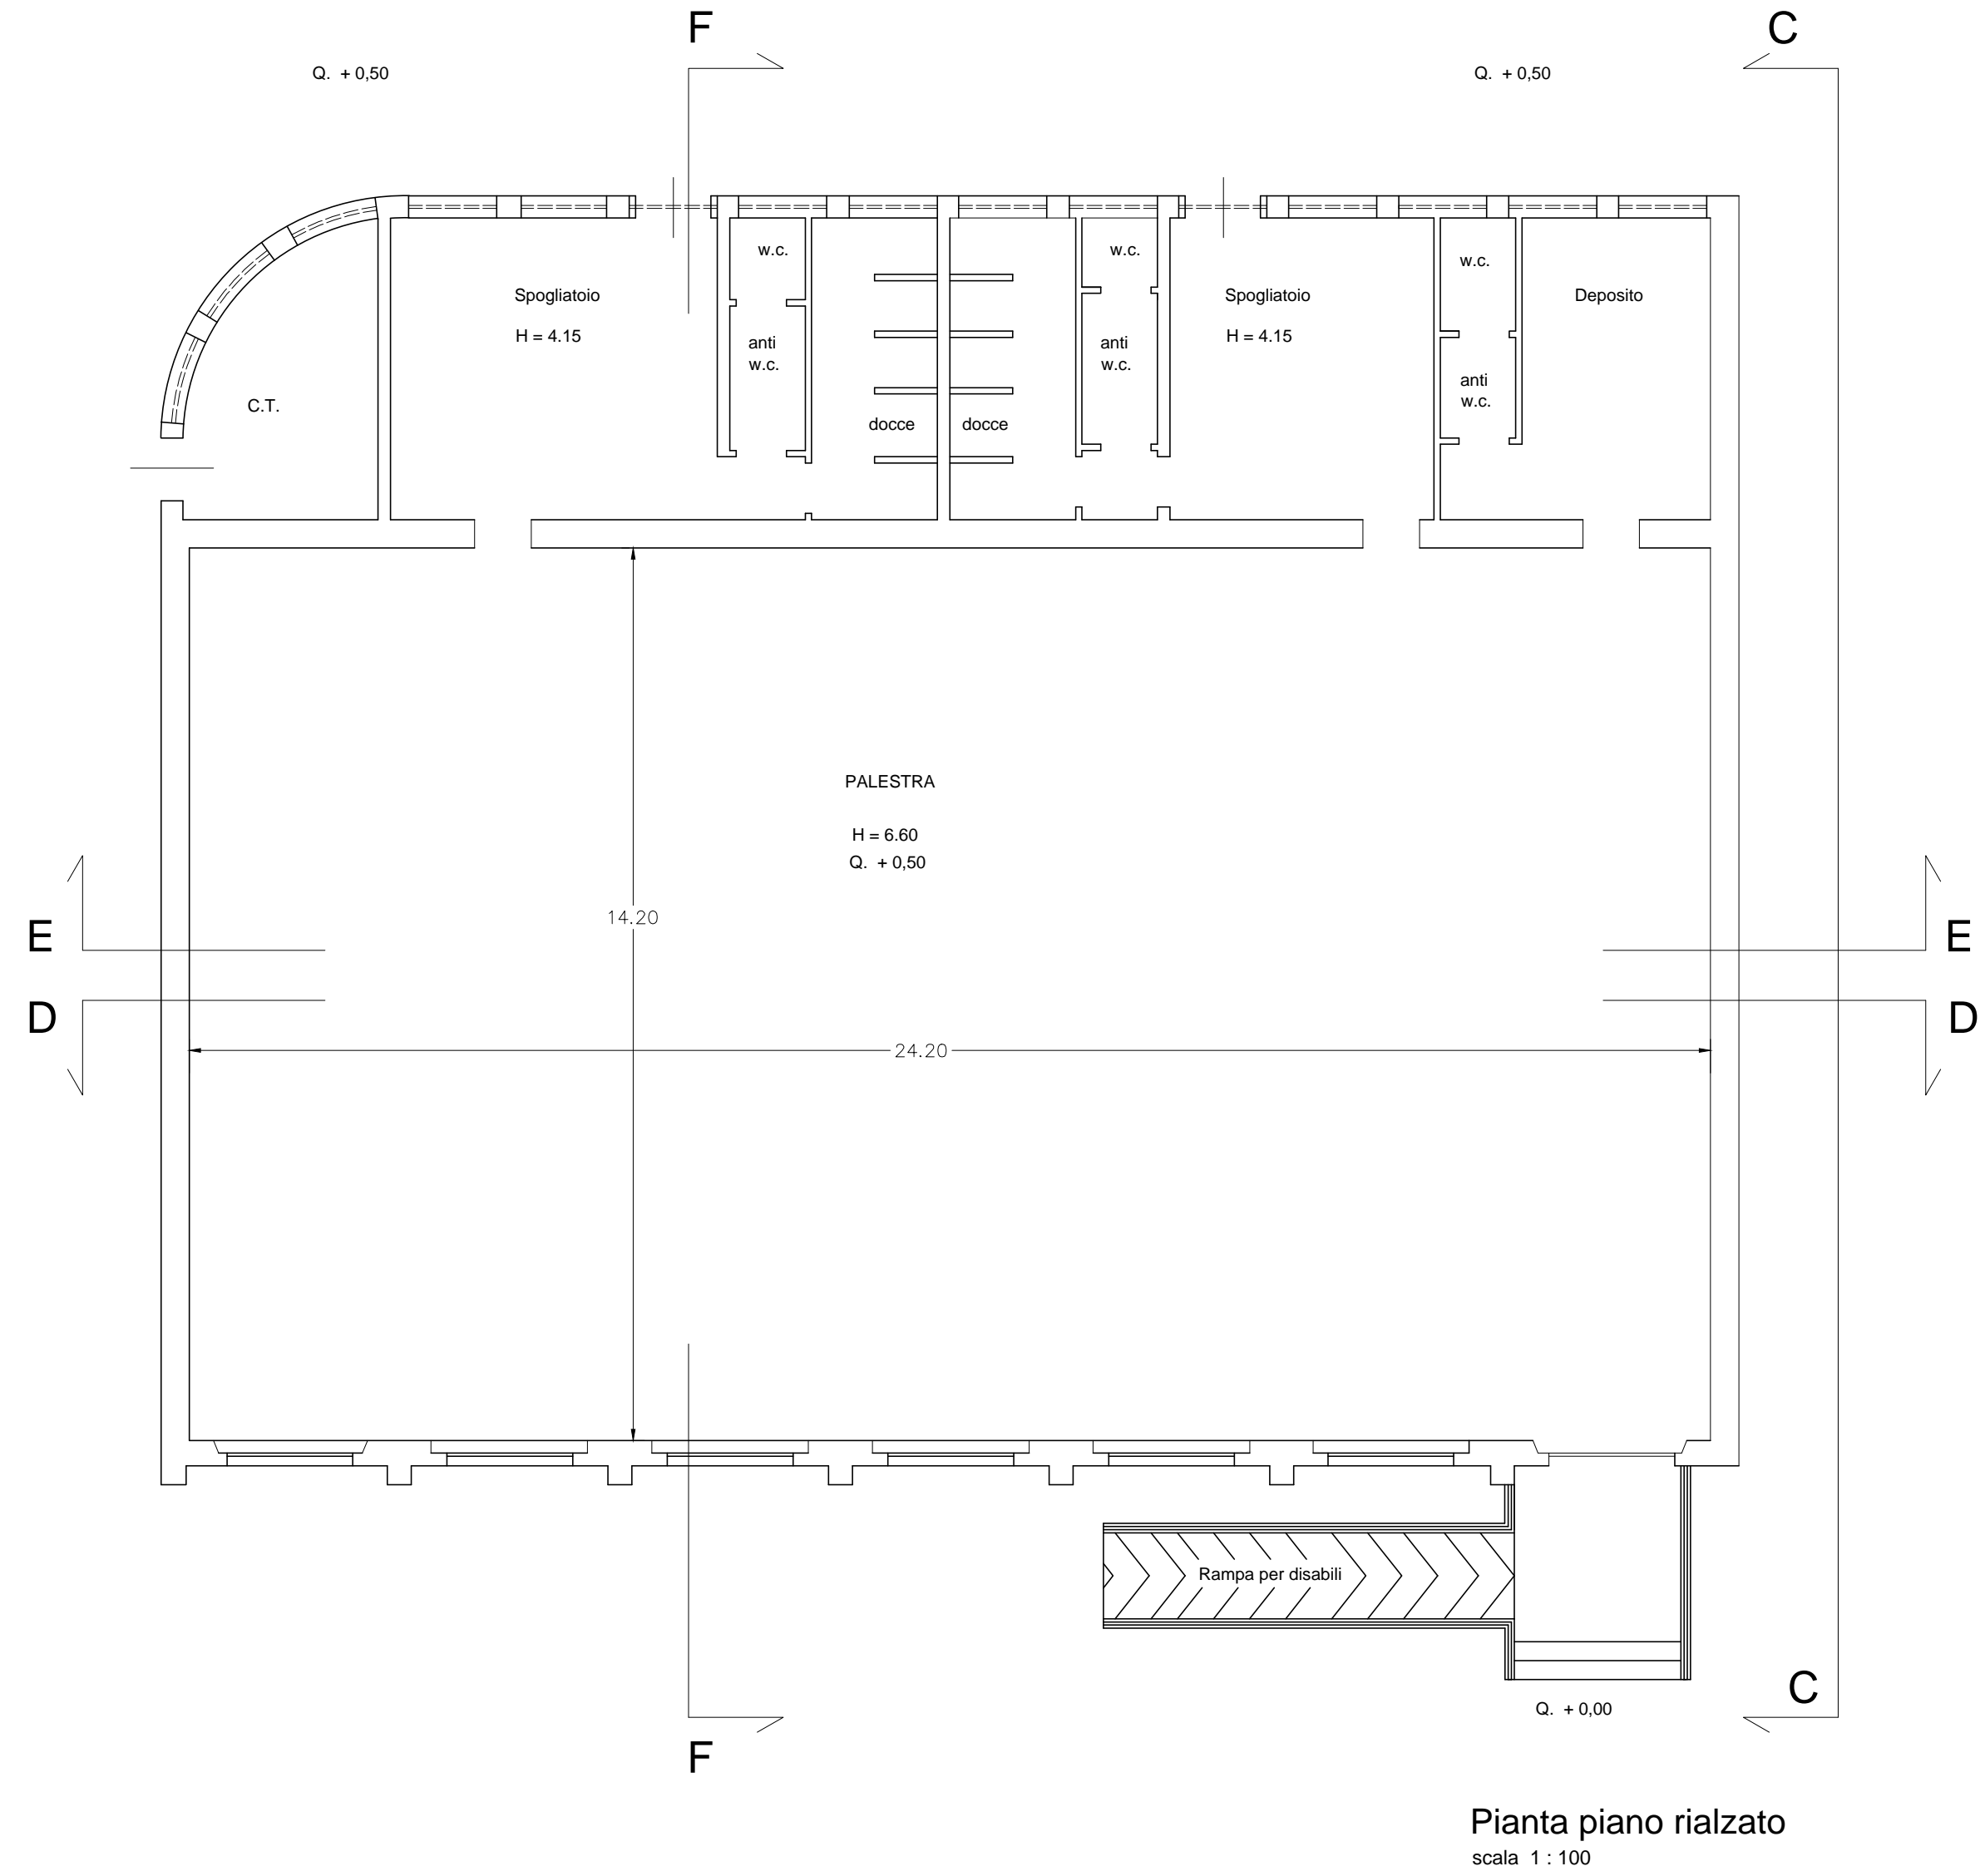 F
C
Q. + 0,50
Q. + 0,50
w.c.
w.c.
w.c.
Spogliatoio
Spogliatoio
Deposito
H = 4.15
H = 4.15
anti
w.c.
anti
w.c.
anti
w.c.
C.T.
docce
docce
PALESTRA
H = 6.60
Q. + 0,50
14.20
E
E
D
D
24.20
Rampa per disabili
C
Q. + 0,00
F
Pianta piano rialzato
scala 1 : 100